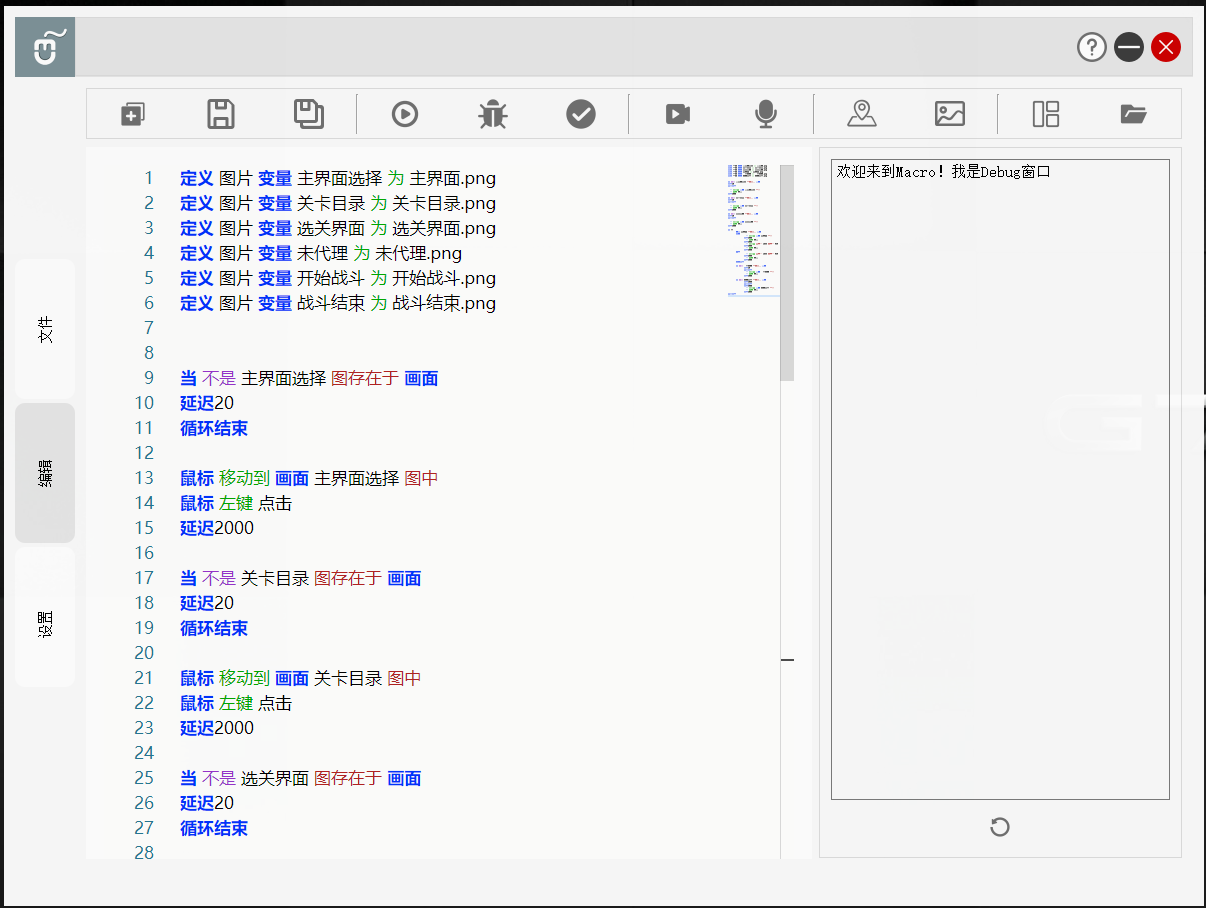 1 定义 图片 变量 主界面选择 为 主界面.png
2 定义 图片 变量 关卡目录 为 关卡目录.png
3 定义 图片 变量 选关界面 为 选关界面.png
4 定义 图片 变量 未代理 为 未代理.png
5 定义 图片 变量 开始战斗 为 开始战斗.png
6 定义 图片 变量 战斗结束 为 战斗结束.png
7
8
9 当 不是 主界面选择 图存在于 画面
10 延迟20
11 循环结束
12
13 鼠标 移动到 画面 主界面选择 图中
14 鼠标 左键 点击
15 延迟2000
16
17 当 不是 关卡目录 图存在于 画面
18 延迟20
19 循环结束
20
21 鼠标 移动到 画面 关卡目录 图中
22 鼠标 左键 点击
23 延迟2000
24
25 当 不是 选关界面 图存在于 画面
26 延迟20
27 循环结束
28
文件
编辑
设置
欢迎来到Macro！我是Debug窗口